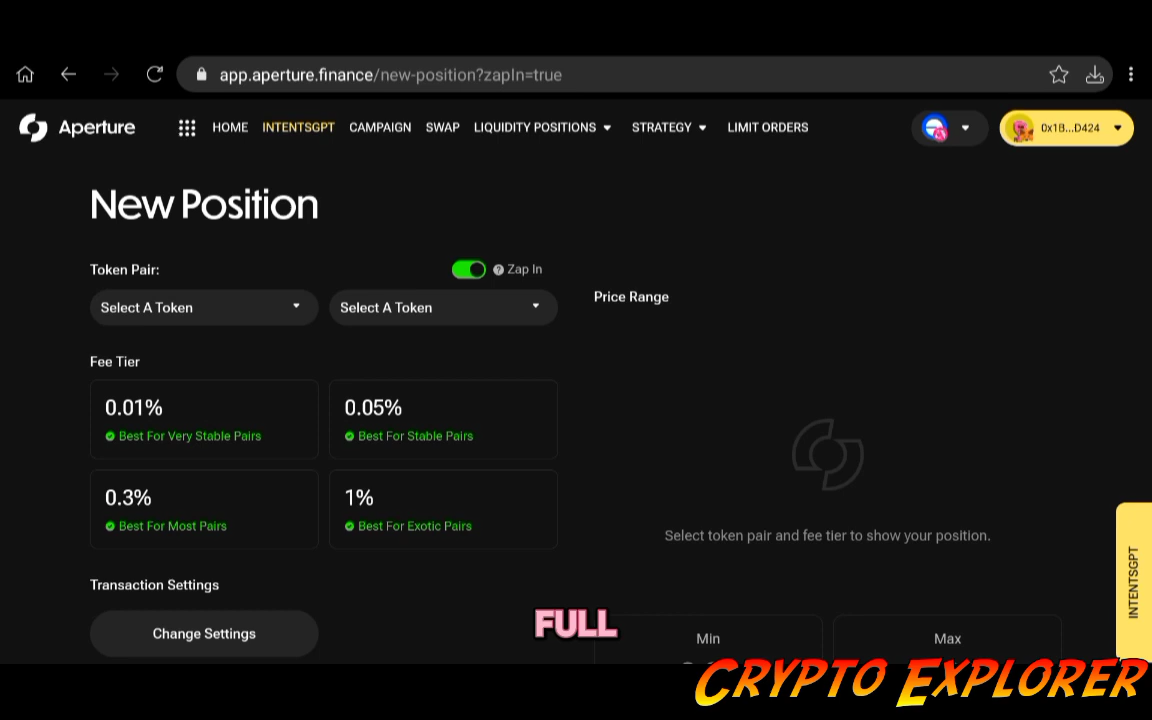 app.aperture.finance/new-position?zapIn=true
Aperture HOME INTENTSGPT CAMPAIGN SWAP LIQUIDITY POSITIONS STRATEGY LIMIT ORDERS 0x1B...D424
New Position
Token Pair: Zap In
Select A Token Select A Token
Price Range
Fee Tier
0.01% 0.05%
Best For Very Stable Pairs Best For Stable Pairs
0.3% 1%
Best For Most Pairs Best For Exotic Pairs
Select token pair and fee tier to show your position.
INTENTSGPT
Transaction Settings
Change Settings
FULL
Min Max
CRYPTO EXPLORER